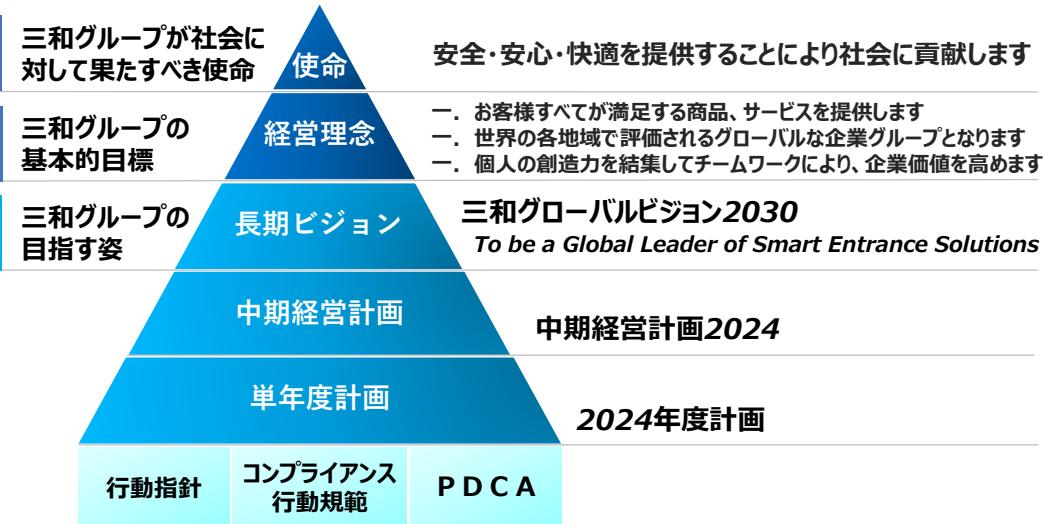 三和グループが社会に
対して果たすべき使命
使命
安全・安心・快適を提供することにより社会に貢献します
三和グループの
基本的目標
経営理念
一. お客様すべてが満足する商品、サービスを提供します
一. 世界の各地域で評価されるグローバルな企業グループとなります
一. 個人の創造力を結集してチームワークにより、企業価値を高めます
三和グループの
目指す姿
長期ビジョン
三和グローバルビジョン2030
To be a Global Leader of Smart Entrance Solutions
中期経営計画
中期経営計画2024
単年度計画
2024年度計画
行動指針
コンプライアンス
行動規範
PDCA